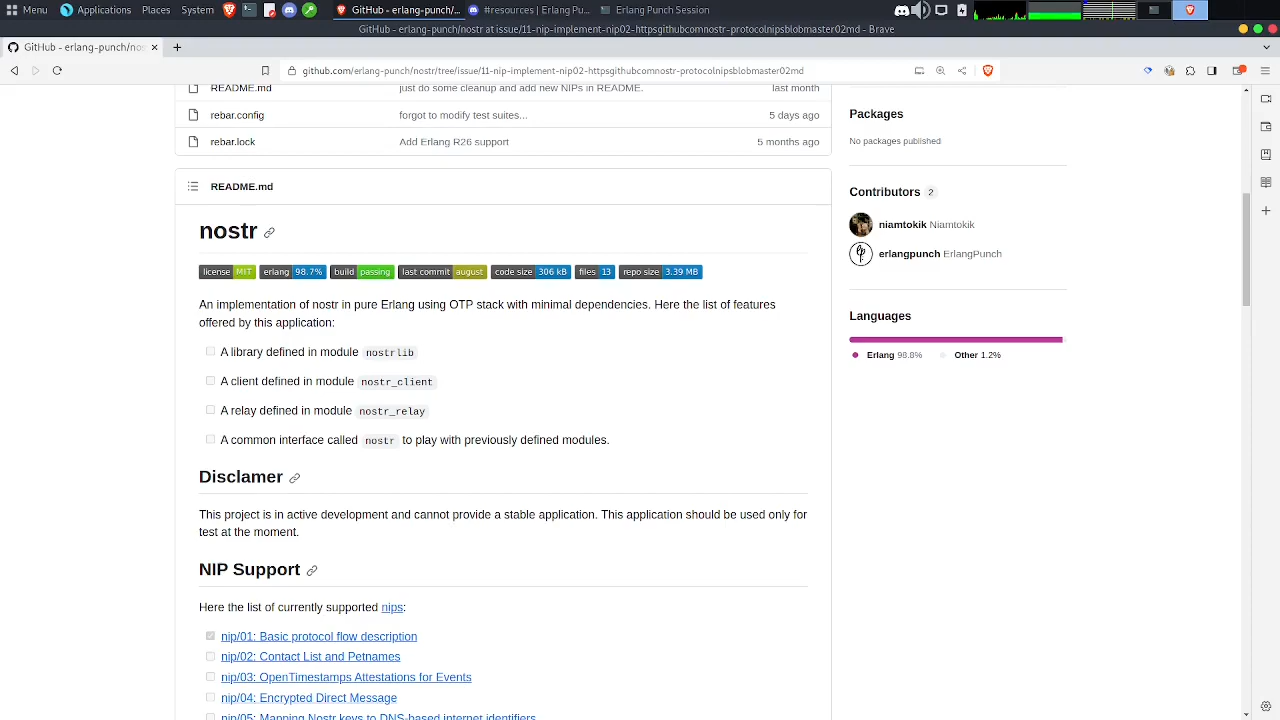 Menu Applications Places System GitHub - erlang-punch/... #resources | Erlang Pu... Erlang Punch Session
GitHub - erlang-punch/nostr at issue/11-nip-implement-nip02-httpsgithubcomnostr-protocolnipsblobmaster02md - Brave
GitHub - erlang-punch/nos
github.com/erlang-punch/nostr/tree/issue/11-nip-implement-nip02-httpsgithubcomnostr-protocolnipsblobmaster02md
README.md just do some cleanup and add new NIPs in README. last month
rebar.config forgot to modify test suites... 5 days ago
rebar.lock Add Erlang R26 support 5 months ago
README.md
nostr
license MIT erlang 98.7% build passing last commit august code size 306 kB files 13 repo size 3.39 MB
An implementation of nostr in pure Erlang using OTP stack with minimal dependencies. Here the list of features
offered by this application:
A library defined in module nostrlib
A client defined in module nostr_client
A relay defined in module nostr_relay
A common interface called nostr to play with previously defined modules.
Disclamer
This project is in active development and cannot provide a stable application. This application should be used only for
test at the moment.
NIP Support
Here the list of currently supported nips:
nip/01: Basic protocol flow description
nip/02: Contact List and Petnames
nip/03: OpenTimestamps Attestations for Events
nip/04: Encrypted Direct Message
nip/05: Mapping Nostr keys to DNS-based internet identifiers
Packages
No packages published
Contributors 2
niamtokik Niamtokik
erlangpunch ErlangPunch
Languages
Erlang 98.8% Other 1.2%